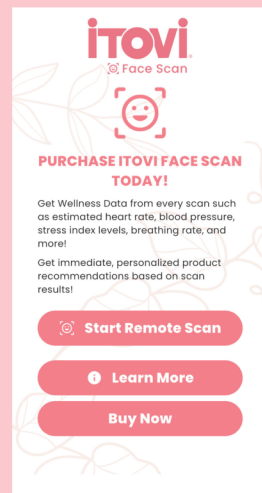 iTOVi
Face Scan
PURCHASE ITOVI FACE SCAN
TODAY!
Get Wellness Data from every scan such
as estimated heart rate, blood pressure,
stress index levels, breathing rate, and
more!
Get immediate, personalized product
recommendations based on scan
results!
Start Remote Scan
Learn More
Buy Now